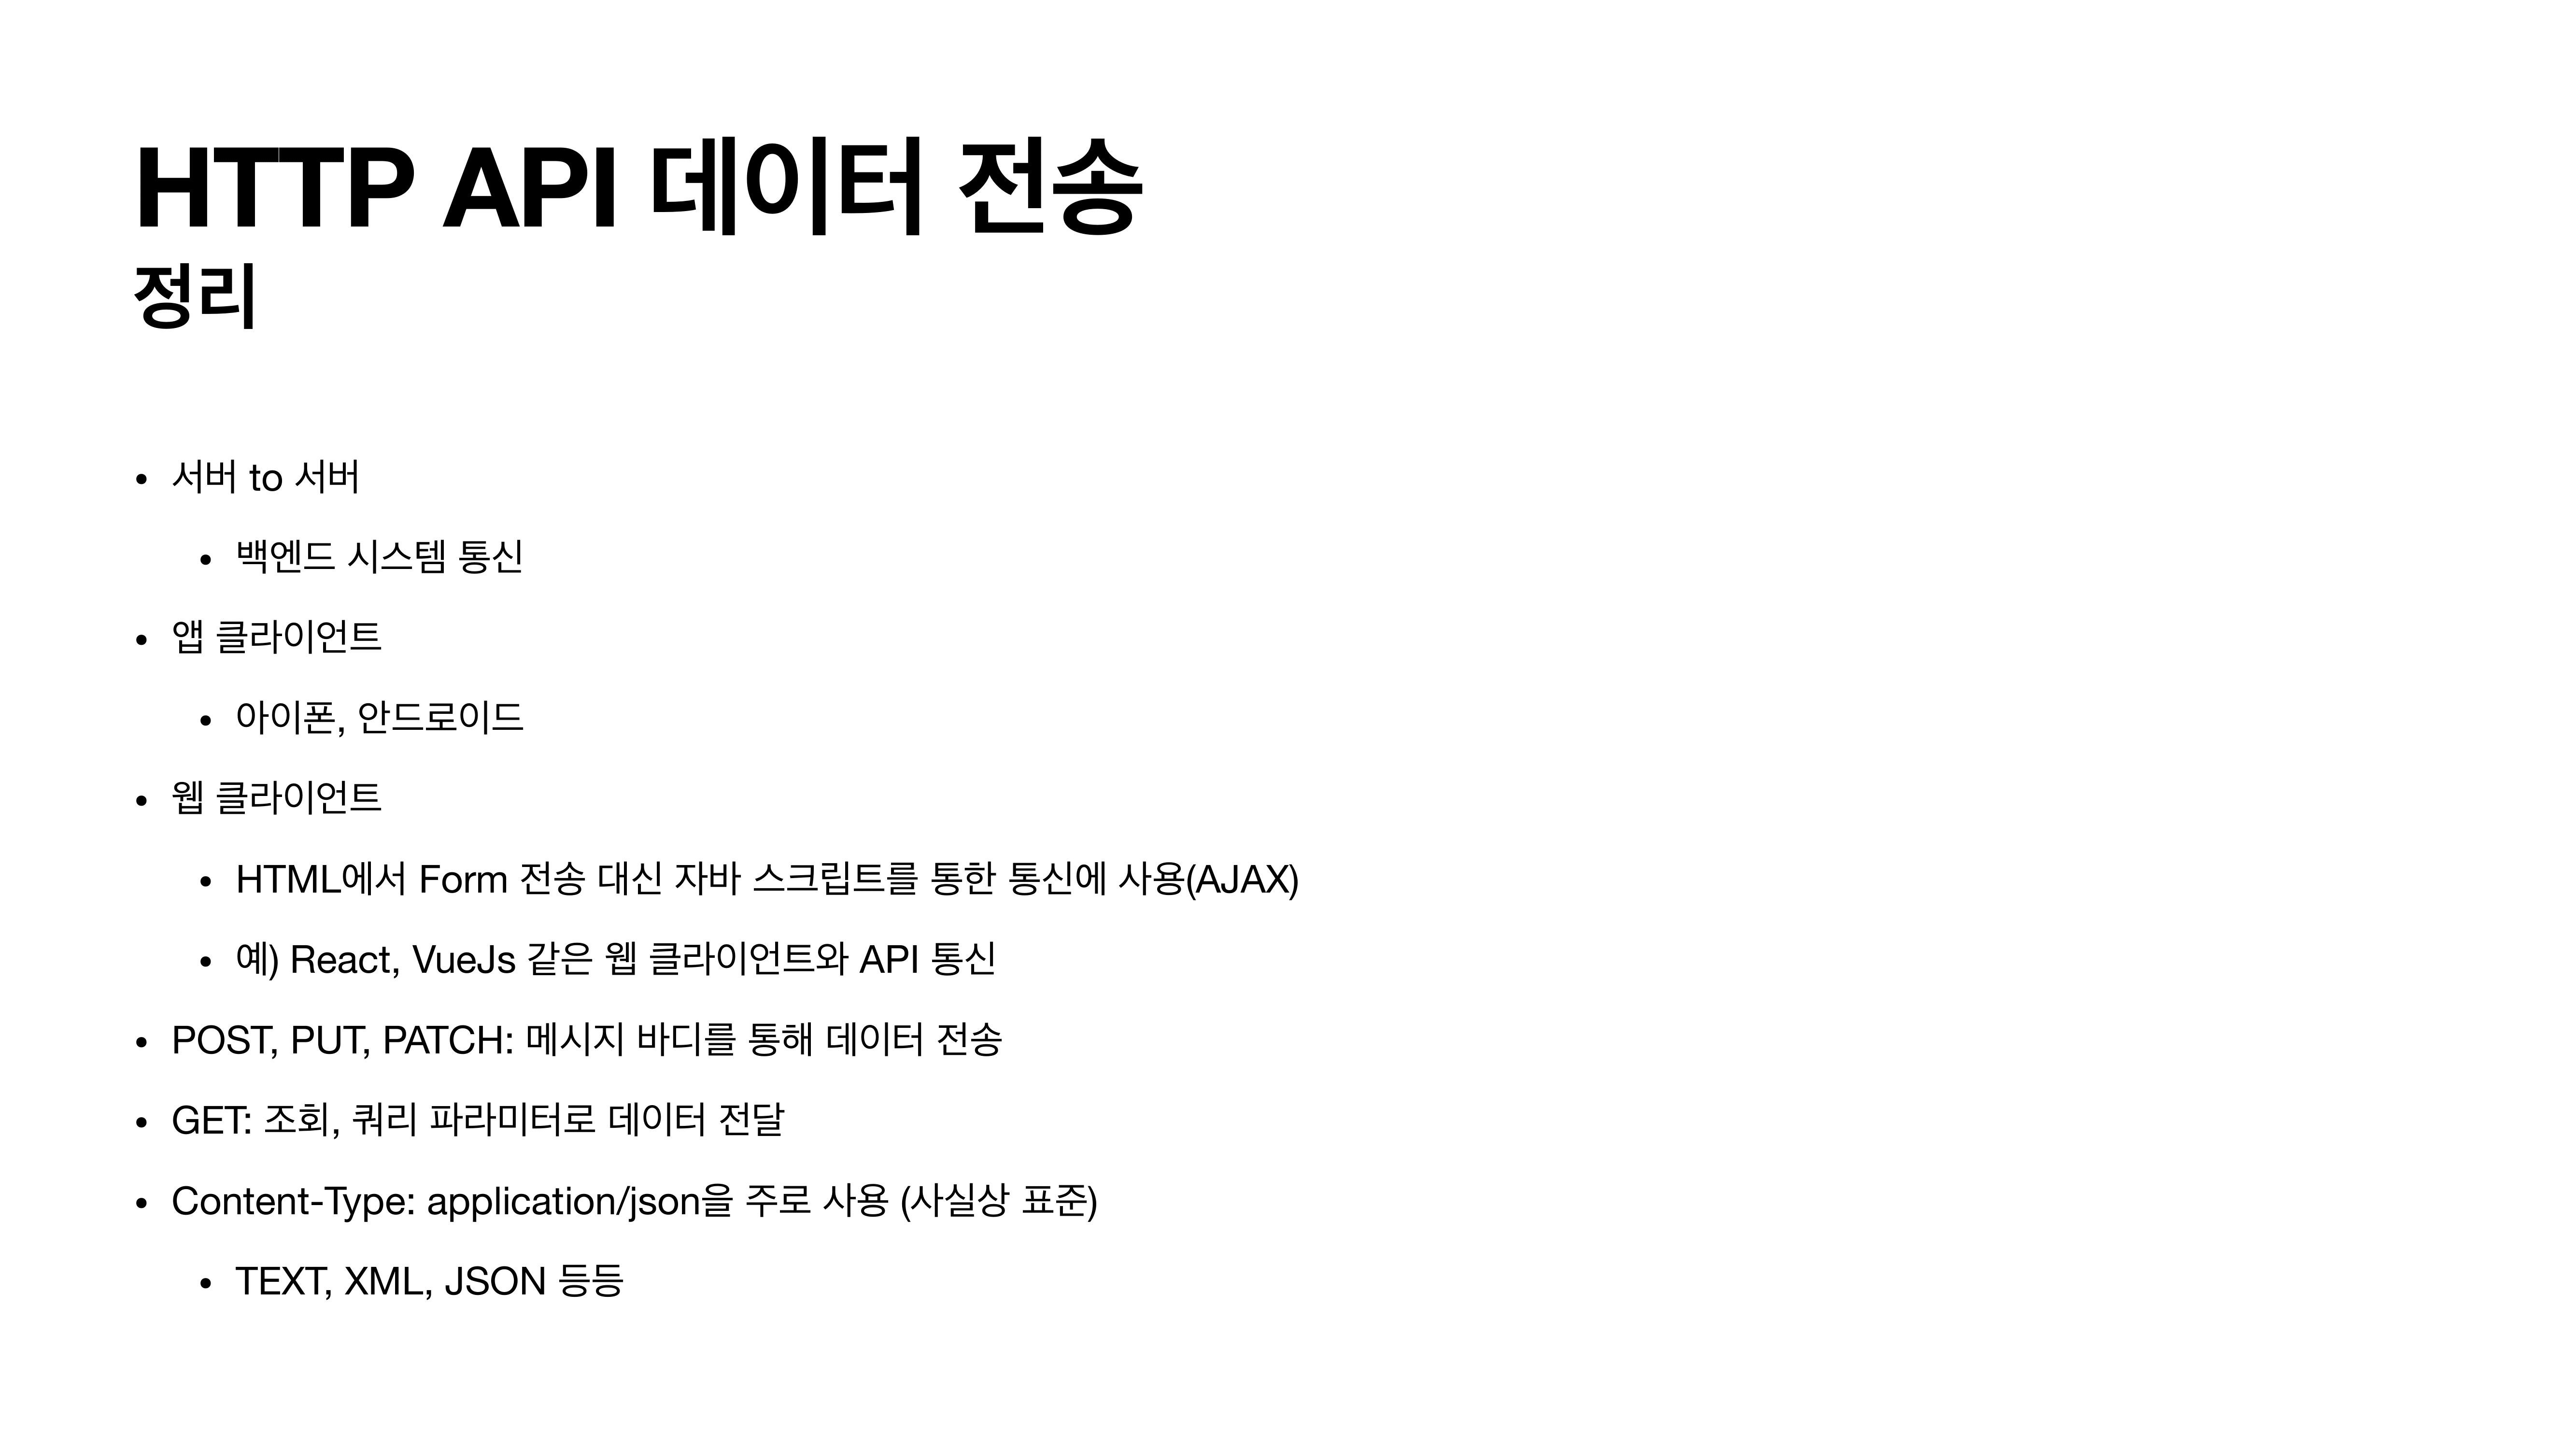 HTTP API 데이터 전송
정리
• 서버 to 서버
• 백엔드 시스템 통신
• 앱 클라이언트
• 아이폰, 안드로이드
• 웹 클라이언트
• HTML에서 Form 전송 대신 자바 스크립트를 통한 통신에 사용(AJAX)
• 예) React, VueJs 같은 웹 클라이언트와 API 통신
• POST, PUT, PATCH: 메시지 바디를 통해 데이터 전송
• GET: 조회, 쿼리 파라미터로 데이터 전달
• Content-Type: application/json을 주로 사용 (사실상 표준)
• TEXT, XML, JSON 등등